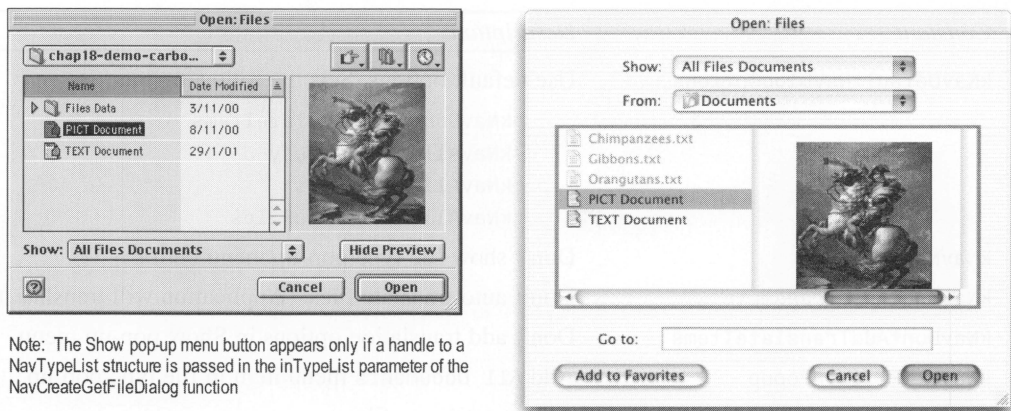 Open: Files
chap18-demo-carbo...
Name Date Modified
Files Data 3/11/00
PICT Document 8/11/00
TEXT Document 29/1/01
Show: All Files Documents
Hide Preview
Cancel Open
Note: The Show pop-up menu button appears only if a handle to a
NavTypeList structure is passed in the inTypeList parameter of the
NavCreateGetFileDialog function
Open: Files
Show: All Files Documents
From: Documents
Chimpanzees.txt
Gibbons.txt
Orangutans.txt
PICT Document
TEXT Document
Go to:
Add to Favorites Cancel Open